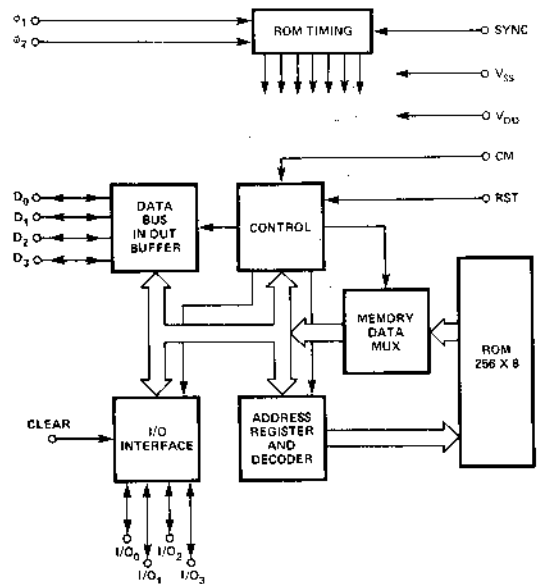 ϕ1
ϕ2
ROM TIMING
SYNC
VSS
VDD
CM
RST
D0
D1
D2
D3
DATA
BUS
IN OUT
BUFFER
CONTROL
MEMORY
DATA
MUX
ROM
256 X 8
CLEAR
I/O
INTERFACE
ADDRESS
REGISTER
AND
DECODER
I/O0
I/O1
I/O2
I/O3